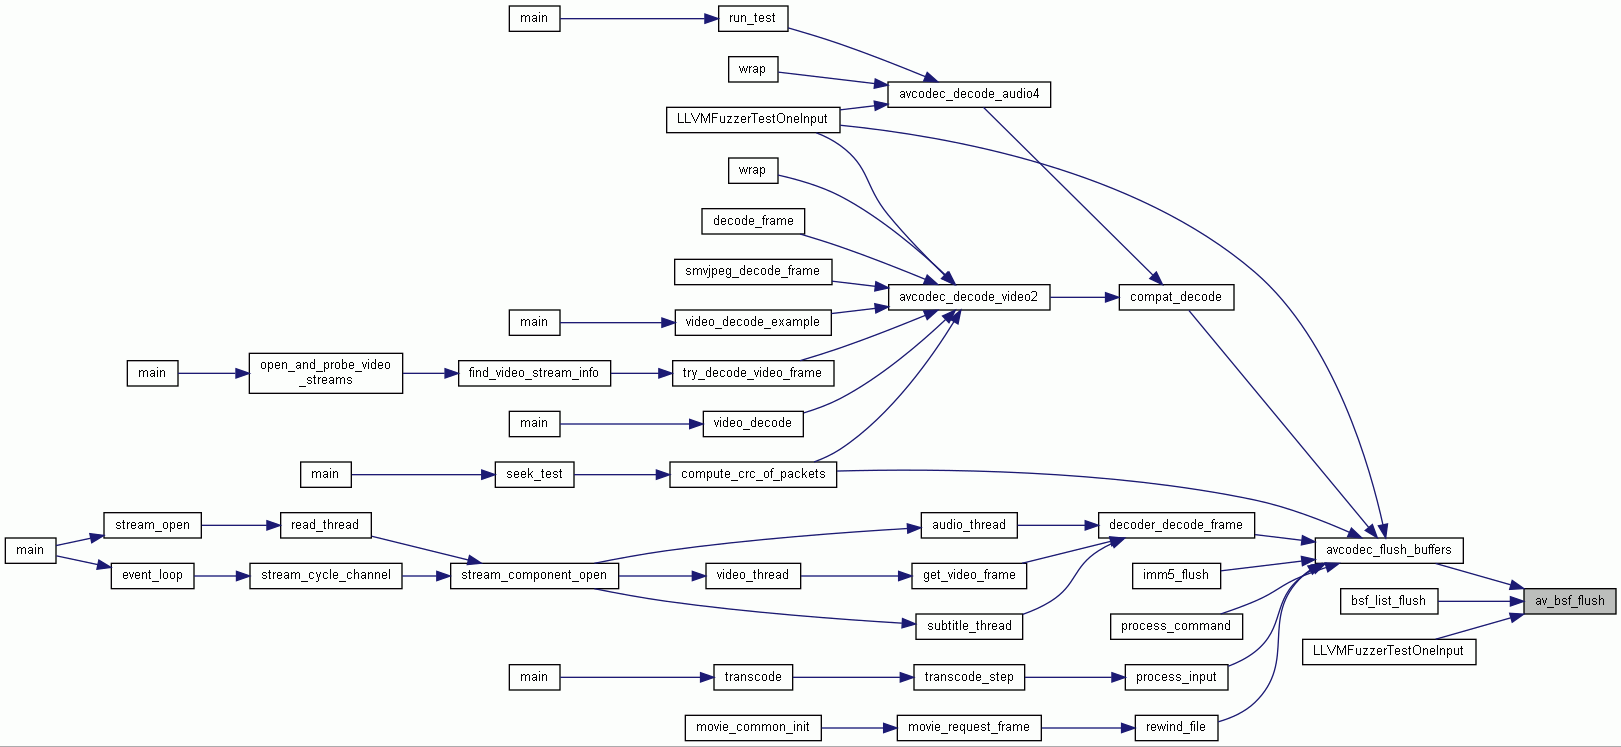 main
run_test
wrap
avcodec_decode_audio4
LLVMFuzzerTestOneInput
wrap
decode_frame
smvjpeg_decode_frame
avcodec_decode_video2
compat_decode
main
video_decode_example
main
open_and_probe_video
_streams
find_video_stream_info
try_decode_video_frame
main
video_decode
main
seek_test
compute_crc_of_packets
main
stream_open
read_thread
audio_thread
decoder_decode_frame
avcodec_flush_buffers
event_loop
stream_cycle_channel
stream_component_open
video_thread
get_video_frame
imm5_flush
bsf_list_flush
av_bsf_flush
subtitle_thread
process_command
LLVMFuzzerTestOneInput
main
transcode
transcode_step
process_input
movie_common_init
movie_request_frame
rewind_file